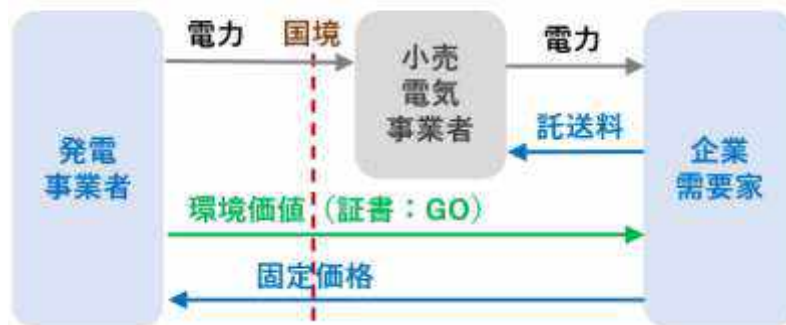 電力
国境
小売
電気
事業者
電力
発電
事業者
託送料
企業
需要家
環境価値（証書：GO）
固定価格